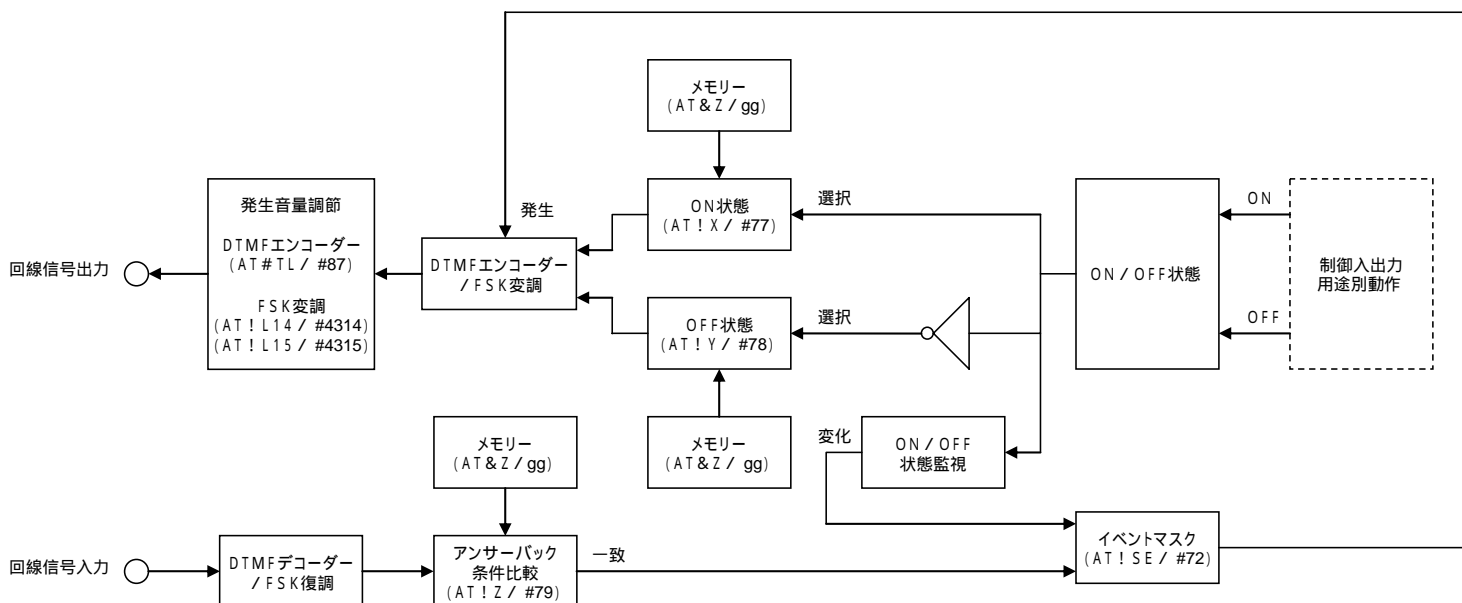 メモリー
(AT&Z/gg)
発生音量調節
DTMFエンコーダー
(AT#TL/ #87)
FSK変調
(AT!L14/ #4314)
(AT!L15/ #4315)
回線信号出力
発生
DTMFエンコーダー
/FSK変調
ON状態
(AT!X/ #77)
選択
OFF状態
(AT!Y/ #78)
選択
ON/OFF状態
ON
OFF
制御入出力
用途別動作
メモリー
(AT&Z/gg)
メモリー
(AT&Z/ gg)
変化
ON/OFF
状態監視
回線信号入力
DTMFデコーダー
/FSK復調
アンサーバック
条件比較
(AT!Z/ #79)
一致
イベントマスク
(AT!SE/ #72)